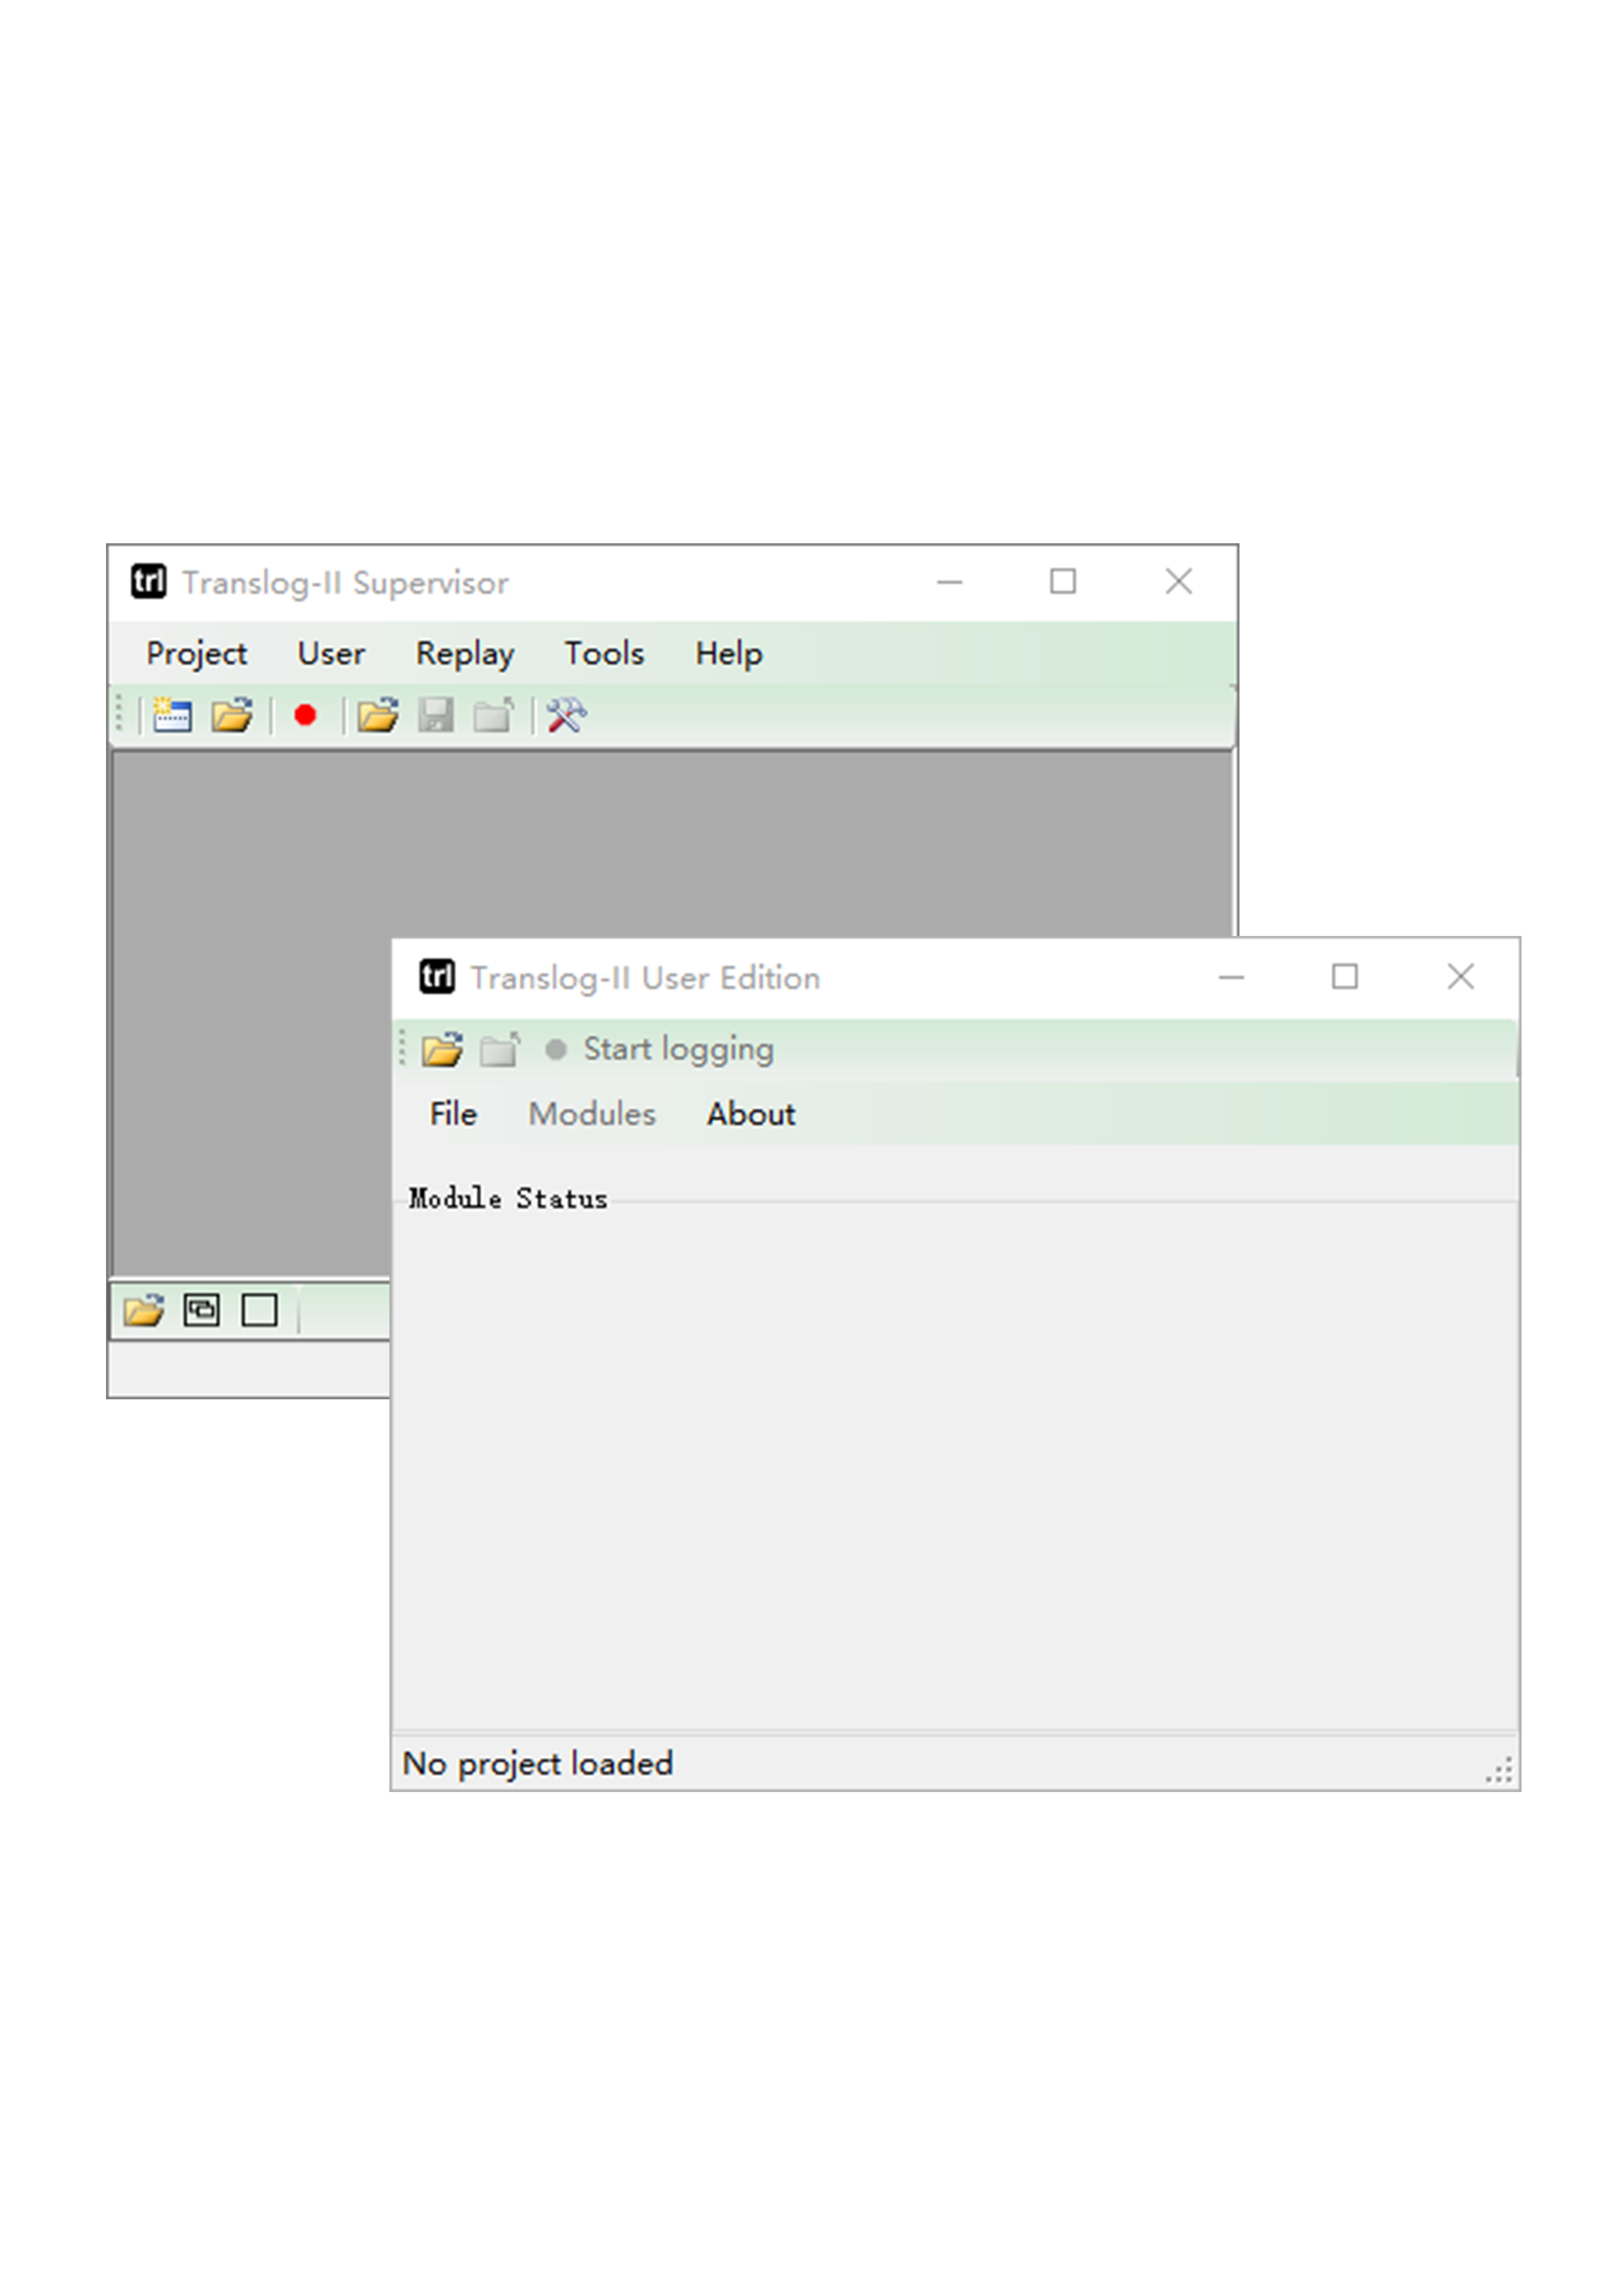 trl Translog-II Supervisor
Project User Replay Tools Help
trl Translog-II User Edition
Start logging
File Modules About
Module Status
No project loaded